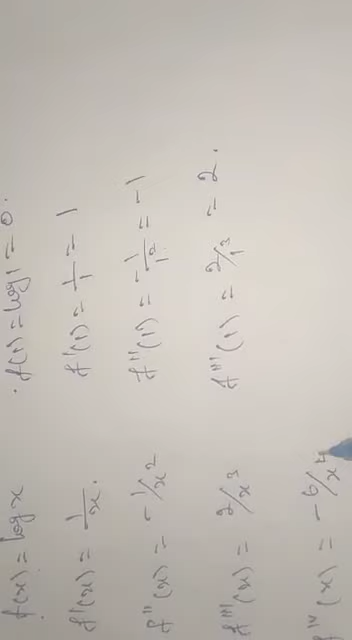 f(x) = log x . f(1) = log 1 = 0.
f'(x) = 1/x. f'(1) = 1/1 = 1
f''(x) = -1/x² f''(1) = -1/1² = -1
f'''(x) = 2/x³ f'''(1) = 2/1³ = 2.
f^iv(x) = -6/x⁴